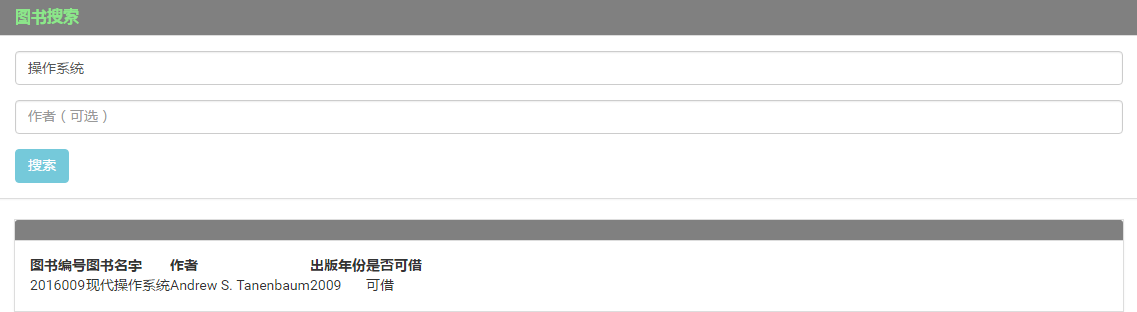 图书搜索
操作系统
作者（可选）
搜索
图书编号图书名字 作者 出版年份是否可借
2016009现代操作系统Andrew S. Tanenbaum2009 可借